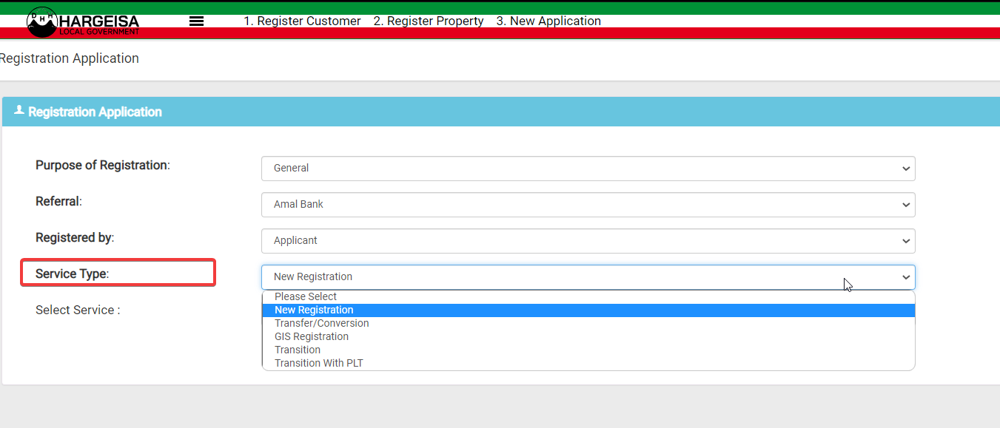 DHH
HARGEISA
LOCAL GOVERNMENT
1. Register Customer 2. Register Property 3. New Application
Registration Application
Registration Application
Purpose of Registration: General
Referral: Amal Bank
Registered by: Applicant
Service Type: New Registration
Please Select
New Registration
Select Service :
Transfer/Conversion
GIS Registration
Transition
Transition With PLT